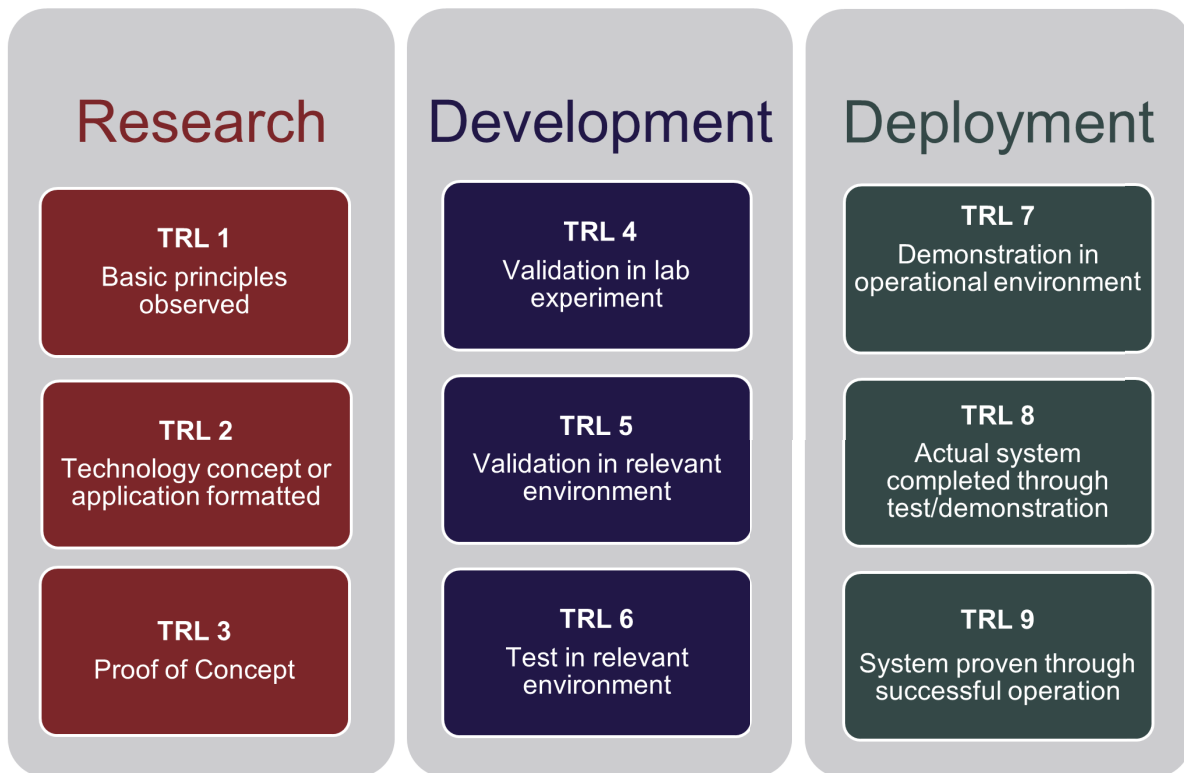 Research
TRL 1
Basic principles
observed
TRL 2
Technology concept or
application formatted
TRL 3
Proof of Concept
Development
TRL 4
Validation in lab
experiment
TRL 5
Validation in relevant
environment
TRL 6
Test in relevant
environment
Deployment
TRL 7
Demonstration in
operational environment
TRL 8
Actual system
completed through
test/demonstration
TRL 9
System proven through
successful operation